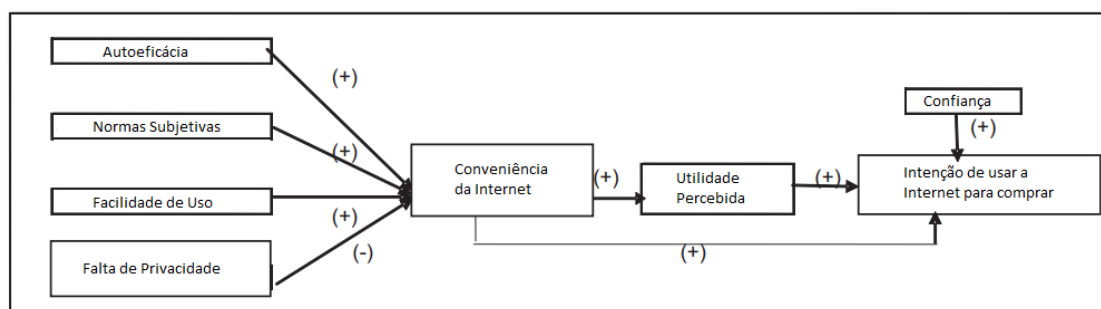 Autoeficácia
(+)
Normas Subjetivas
(+)
Facilidade de Uso
(+)
Falta de Privacidade
(-)
Conveniência
da Internet
(+)
Utilidade
Percebida
(+)
Confiança
(+)
Intenção de usar a
Internet para comprar
(+)